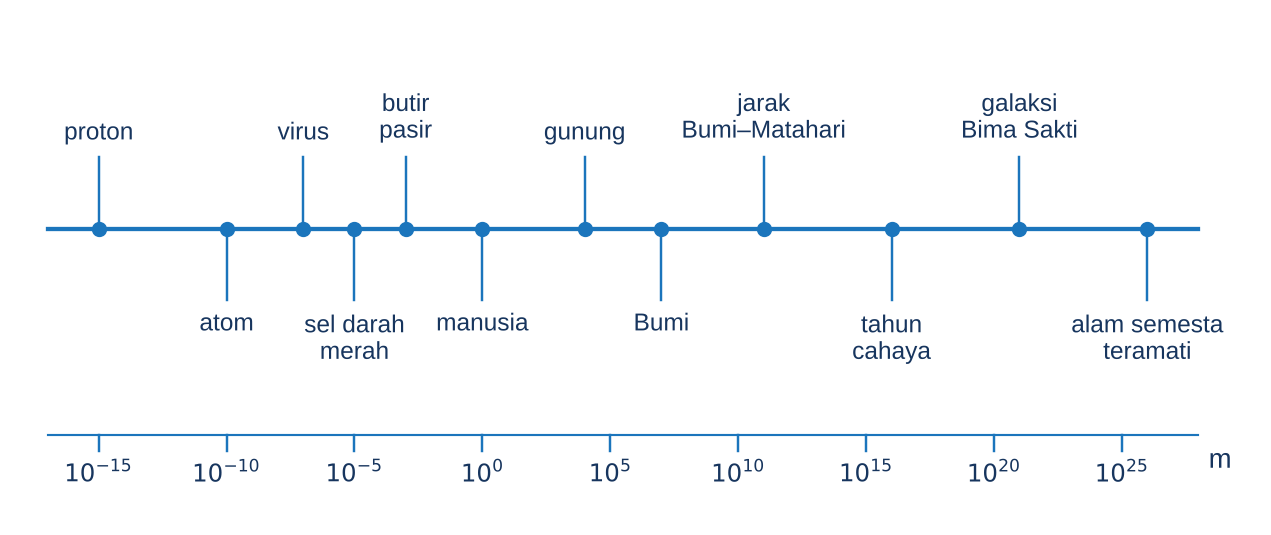 proton
virus
butir
pasir
gunung
jarak
Bumi–Matahari
galaksi
Bima Sakti
atom
sel darah
merah
manusia
Bumi
tahun
cahaya
alam semesta
teramati
10⁻¹⁵ 10⁻¹⁰ 10⁻⁵ 10⁰ 10⁵ 10¹⁰ 10¹⁵ 10²⁰ 10²⁵ m